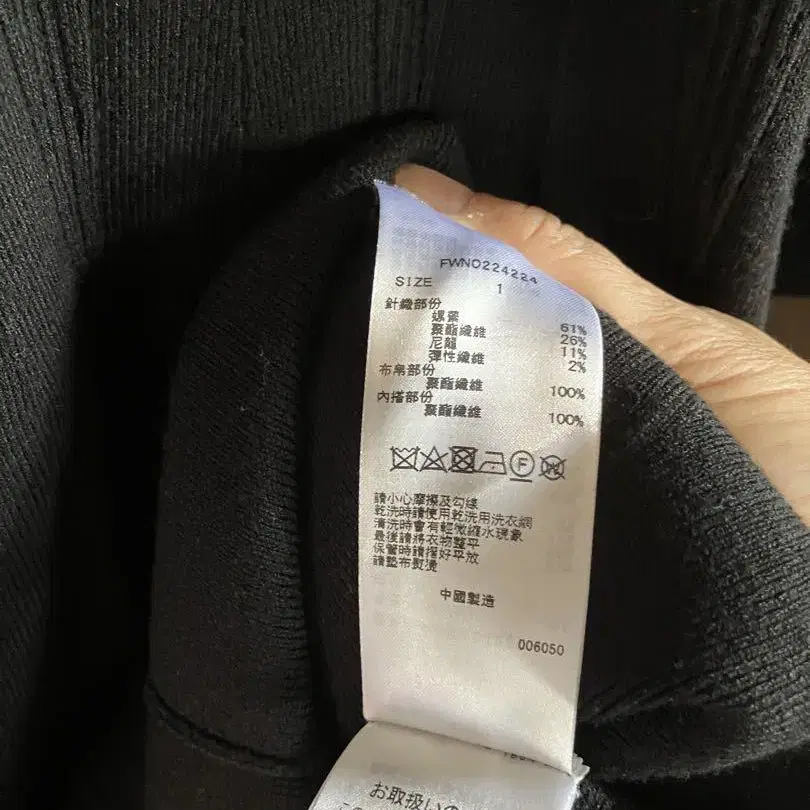 FWNO224224
SIZE 1
針織部份
嫘縈 61%
聚酯纖維 26%
尼龍 11%
彈性纖維 2%
布帛部份
聚酯纖維 100%
內搭部份
聚酯纖維 100%
F
請小心摩擦及勾線
乾洗時請使用乾洗用洗衣網
清洗時會有輕微縮水現象
最後請將衣物整平
保管時請摺好平放
請墊布熨燙
中國製造
006050
お取扱いの